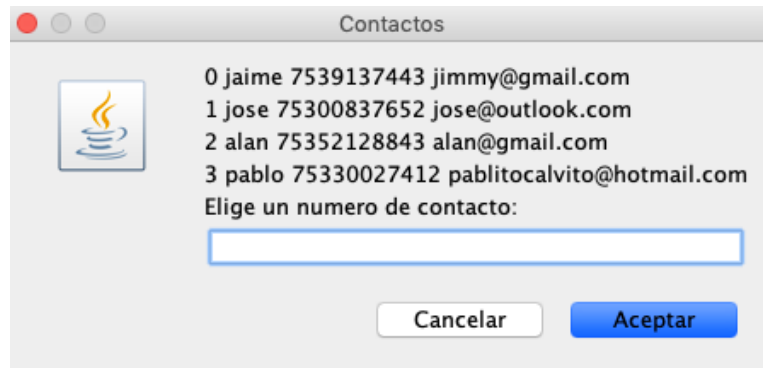 Contactos
0 jaime 7539137443 jimmy@gmail.com
1 jose 75300837652 jose@outlook.com
2 alan 75352128843 alan@gmail.com
3 pablo 75330027412 pablitocalvito@hotmail.com
Elige un numero de contacto:
Cancelar Aceptar